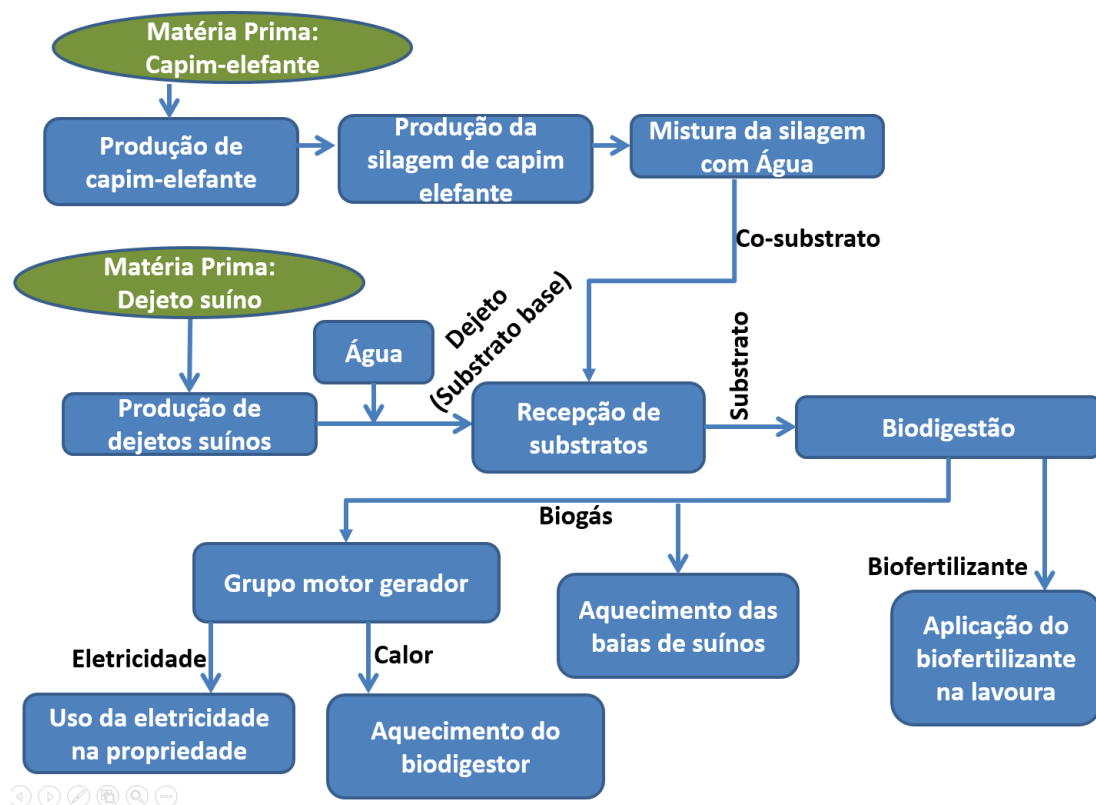 Matéria Prima:
Capim-elefante
Produção de
capim-elefante
Produção da
silagem de capim
elefante
Mistura da silagem
com Água
Co-substrato
Matéria Prima:
Dejeto suíno
Água
Dejeto
(Substrato base)
Produção de
dejetos suínos
Recepção de
substratos
Substrato
Biodigestão
Biogás
Grupo motor gerador
Aquecimento das
baias de suínos
Biofertilizante
Aplicação do
biofertilizante
na lavoura
Eletricidade
Calor
Uso da eletricidade
na propriedade
Aquecimento do
biodigestor